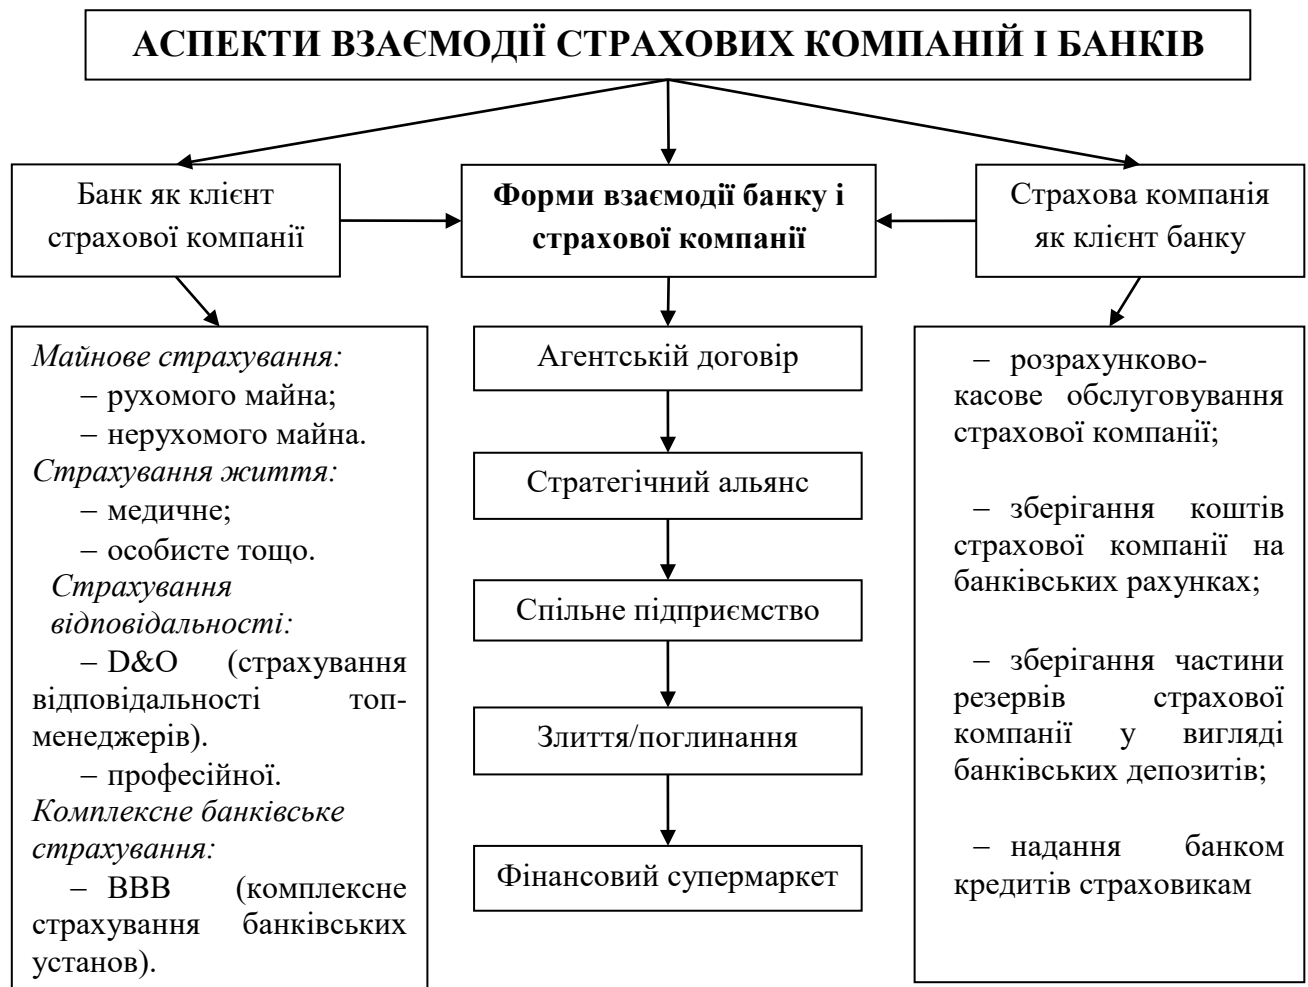 АСПЕКТИ ВЗАЄМОДІЇ СТРАХОВИХ КОМПАНІЙ І БАНКІВ
Банк як клієнт
страхової компанії
Форми взаємодії банку і
страхової компанії
Страхова компанія
як клієнт банку
Майнове страхування:
– рухомого майна;
– нерухомого майна.
Страхування життя:
– медичне;
– особисте тощо.
Страхування
відповідальності:
– D&O (страхування
відповідальності топ-
менеджерів).
– професійної.
Комплексне банківське
страхування:
– BBB (комплексне
страхування банківських
установ).
Агентській договір
Стратегічний альянс
Спільне підприємство
Злиття/поглинання
Фінансовий супермаркет
– розрахунково-
касове обслуговування
страхової компанії;
– зберігання коштів
страхової компанії на
банківських рахунках;
– зберігання частини
резервів страхової
компанії у вигляді
банківських депозитів;
– надання банком
кредитів страховикам